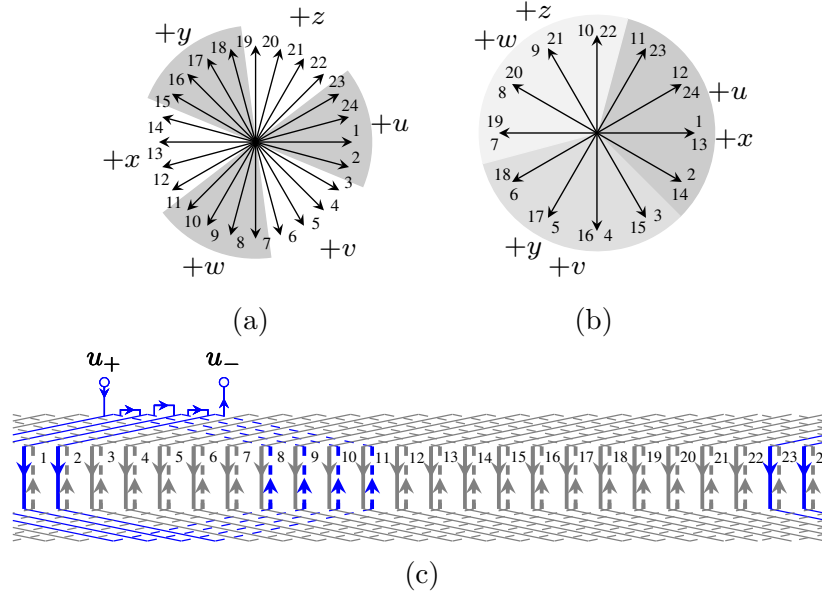 +z
+y
18 19 20 21
17 22
16 23
15 24
14 1
+u
+x
13 2
12 3
11 4
10 9 8 7 6 5
+w
+v
(a)
+z
+w
21 10 22 11
9 23
20 12
8 24
+u
19 1
7 13
+x
18 2
6 14
17 3
5 16 4 15
+y
+v
(b)
u+ u−
1 2 3 4 5 6 7 8 9 10 11 12 13 14 15 16 17 18 19 20 21 22 23 2
(c)